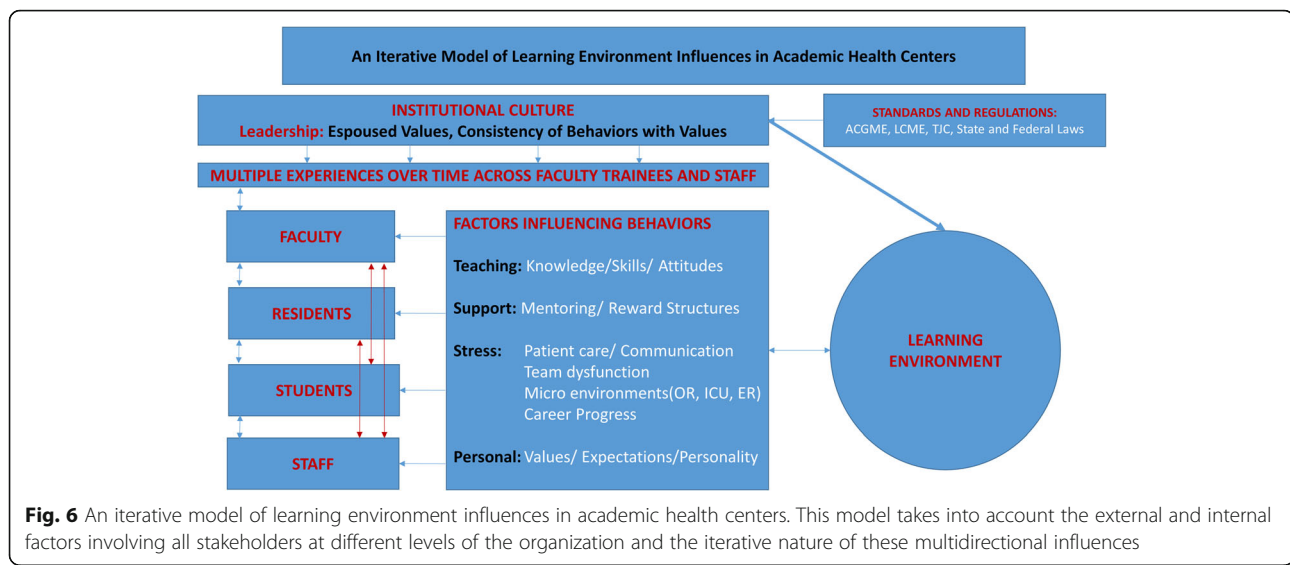 An Iterative Model of Learning Environment Influences in Academic Health Centers
INSTITUTIONAL CULTURE
Leadership: Espoused Values, Consistency of Behaviors with Values
STANDARDS AND REGULATIONS:
ACGME, LCME, TJC, State and Federal Laws
MULTIPLE EXPERIENCES OVER TIME ACROSS FACULTY TRAINEES AND STAFF
FACULTY
RESIDENTS
STUDENTS
STAFF
FACTORS INFLUENCING BEHAVIORS
Teaching: Knowledge/Skills/ Attitudes
Support: Mentoring/ Reward Structures
Stress: Patient care/ Communication
Team dysfunction
Micro environments(OR, ICU, ER)
Career Progress
Personal: Values/ Expectations/Personality
LEARNING
ENVIRONMENT
Fig. 6 An iterative model of learning environment influences in academic health centers. This model takes into account the external and internal
factors involving all stakeholders at different levels of the organization and the iterative nature of these multidirectional influences